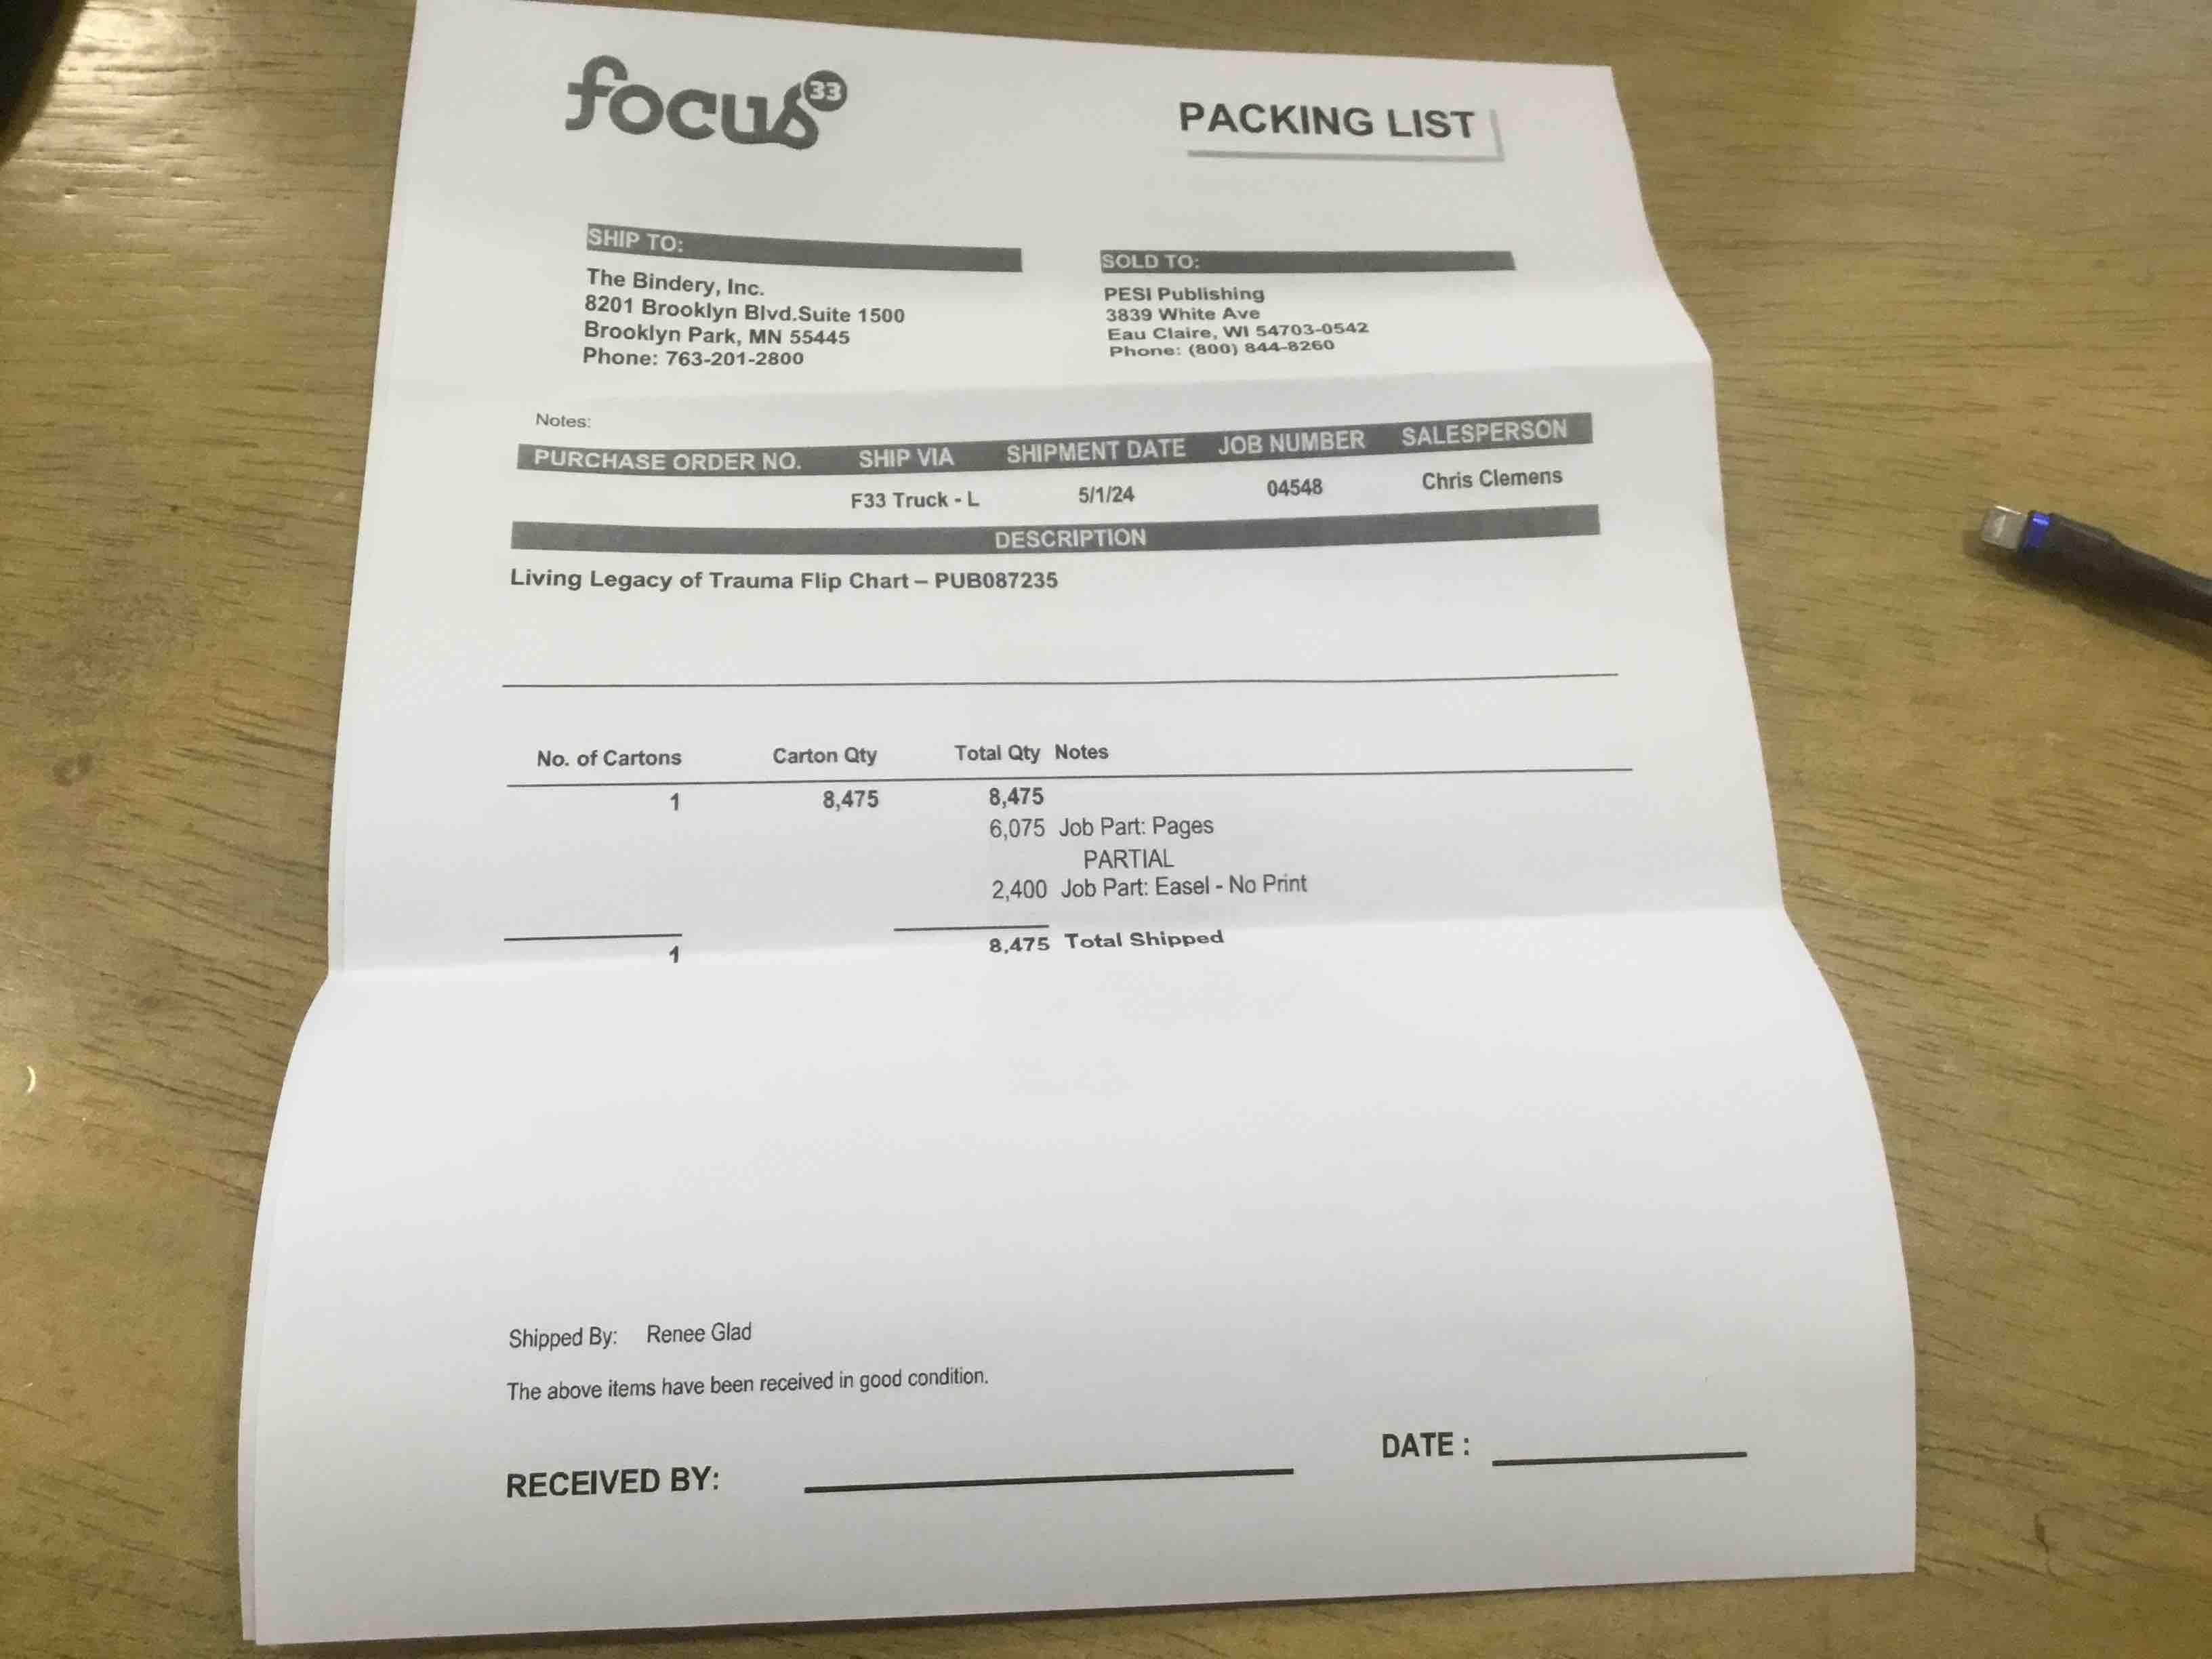 focus33
PACKING LIST
SHIP TO:
The Bindery, Inc.
8201 Brooklyn Blvd.Suite 1500
Brooklyn Park, MN 55445
Phone: 763-201-2800
SOLD TO:
PESI Publishing
3839 White Ave
Eau Claire, WI 54703-0542
Phone: (800) 844-8260
Notes:
PURCHASE ORDER NO. SHIP VIA SHIPMENT DATE JOB NUMBER SALESPERSON
F33 Truck - L 5/1/24 04548 Chris Clemens
DESCRIPTION
Living Legacy of Trauma Flip Chart – PUB087235
No. of Cartons Carton Qty Total Qty Notes
1 8,475 8,475
6,075 Job Part: Pages
PARTIAL
2,400 Job Part: Easel - No Print
1 8,475 Total Shipped
Shipped By: Renee Glad
The above items have been received in good condition.
RECEIVED BY: DATE :